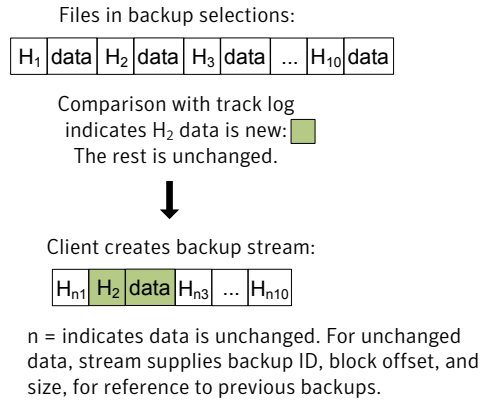 Files in backup selections:
H₁ data H₂ data H₃ data ... H₁₀ data
Comparison with track log
indicates H₂ data is new:
The rest is unchanged.
Client creates backup stream:
Hₙ₁ H₂ data Hₙ₃ ... Hₙ₁₀
n = indicates data is unchanged. For unchanged
data, stream supplies backup ID, block offset, and
size, for reference to previous backups.